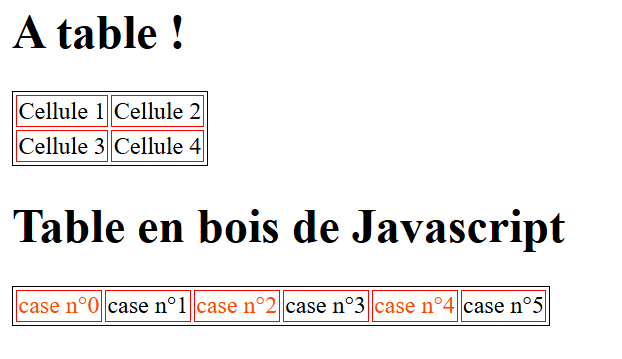 A table !
Cellule 1 Cellule 2
Cellule 3 Cellule 4
Table en bois de Javascript
case n°0 case n°1 case n°2 case n°3 case n°4 case n°5